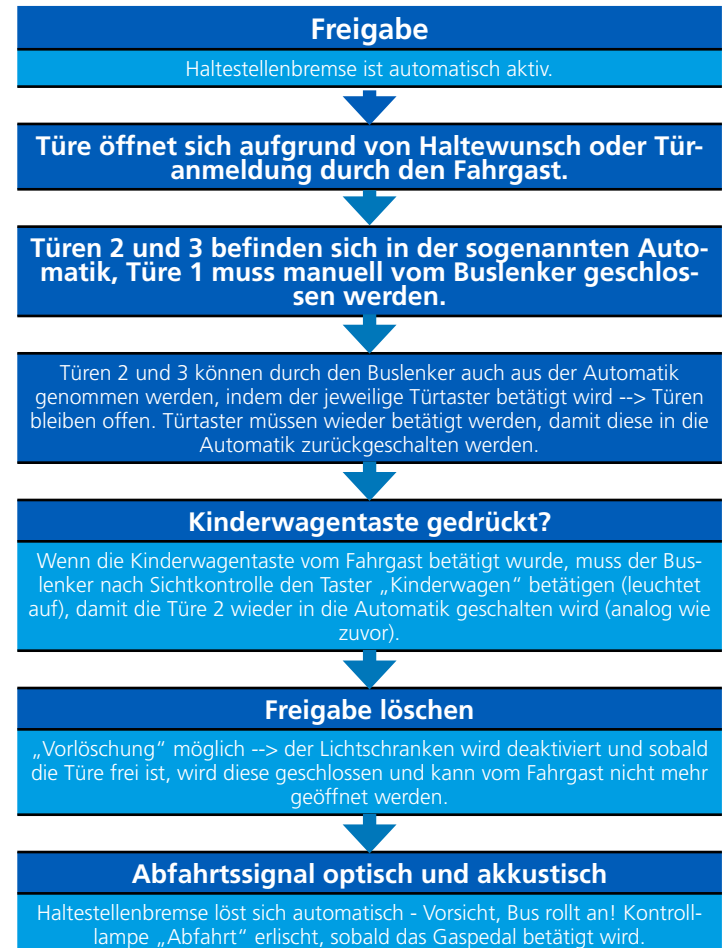 Freigabe
Haltestellenbremse ist automatisch aktiv.
Türe öffnet sich aufgrund von Haltewunsch oder Tür-
anmeldung durch den Fahrgast.
Türen 2 und 3 befinden sich in der sogenannten Auto-
matik, Türe 1 muss manuell vom Buslenker geschlos-
sen werden.
Türen 2 und 3 können durch den Buslenker auch aus der Automatik
genommen werden, indem der jeweilige Türtaster betätigt wird --> Türen
bleiben offen. Türtaster müssen wieder betätigt werden, damit diese in die
Automatik zurückgeschalten werden.
Kinderwagentaste gedrückt?
Wenn die Kinderwagentaste vom Fahrgast betätigt wurde, muss der Bus-
lenker nach Sichtkontrolle den Taster „Kinderwagen“ betätigen (leuchtet
auf), damit die Türe 2 wieder in die Automatik geschalten wird (analog wie
zuvor).
Freigabe löschen
„Vorlöschung“ möglich --> der Lichtschranken wird deaktiviert und sobald
die Türe frei ist, wird diese geschlossen und kann vom Fahrgast nicht mehr
geöffnet werden.
Abfahrtssignal optisch und akkustisch
Haltestellenbremse löst sich automatisch - Vorsicht, Bus rollt an! Kontroll-
lampe „Abfahrt“ erlischt, sobald das Gaspedal betätigt wird.